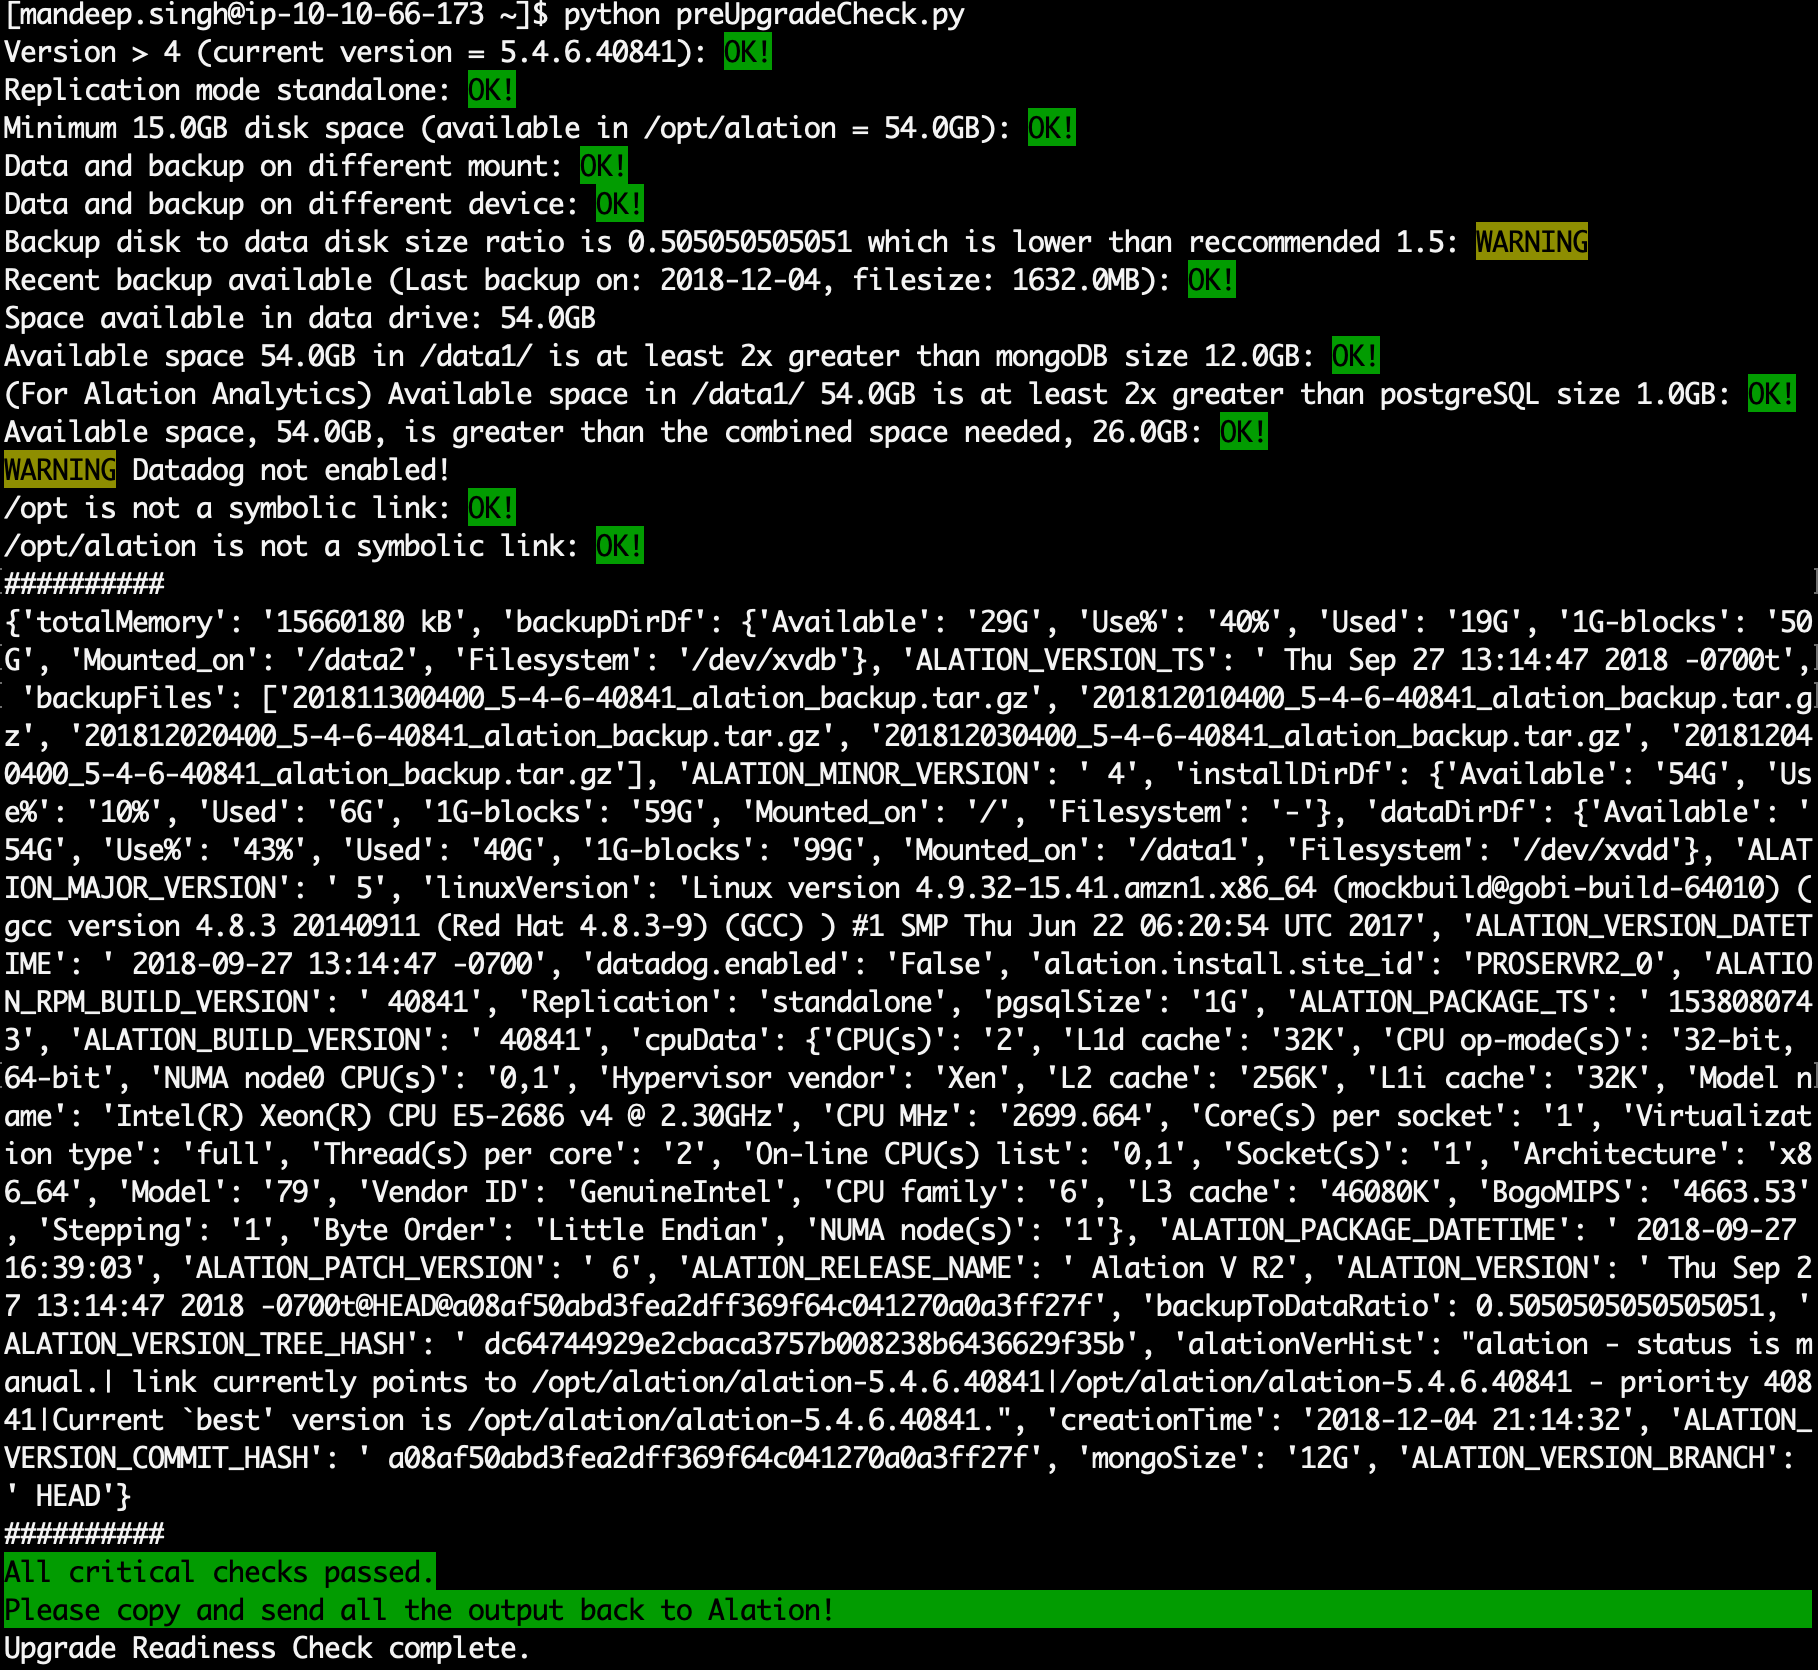 [mandeep.singh@ip-10-10-66-173 ~]$ python preUpgradeCheck.py
Version > 4 (current version = 5.4.6.40841): OK!
Replication mode standalone: OK!
Minimum 15.0GB disk space (available in /opt/alation = 54.0GB): OK!
Data and backup on different mount: OK!
Data and backup on different device: OK!
Backup disk to data disk size ratio is 0.505050505051 which is lower than reccommended 1.5: WARNING
Recent backup available (Last backup on: 2018-12-04, filesize: 1632.0MB): OK!
Space available in data drive: 54.0GB
Available space 54.0GB in /data1/ is at least 2x greater than mongoDB size 12.0GB: OK!
(For Alation Analytics) Available space in /data1/ 54.0GB is at least 2x greater than postgreSQL size 1.0GB: OK!
Available space, 54.0GB, is greater than the combined space needed, 26.0GB: OK!
WARNING Datadog not enabled!
/opt is not a symbolic link: OK!
/opt/alation is not a symbolic link: OK!
##########
{'totalMemory': '15660180 kB', 'backupDirDf': {'Available': '29G', 'Use%': '40%', 'Used': '19G', '1G-blocks': '50
G', 'Mounted_on': '/data2', 'Filesystem': '/dev/xvdb'}, 'ALATION_VERSION_TS': ' Thu Sep 27 13:14:47 2018 -0700t',
 'backupFiles': ['201811300400_5-4-6-40841_alation_backup.tar.gz', '201812010400_5-4-6-40841_alation_backup.tar.g
z', '201812020400_5-4-6-40841_alation_backup.tar.gz', '201812030400_5-4-6-40841_alation_backup.tar.gz', '20181204
0400_5-4-6-40841_alation_backup.tar.gz'], 'ALATION_MINOR_VERSION': ' 4', 'installDirDf': {'Available': '54G', 'Us
e%': '10%', 'Used': '6G', '1G-blocks': '59G', 'Mounted_on': '/', 'Filesystem': '-'}, 'dataDirDf': {'Available': '
54G', 'Use%': '43%', 'Used': '40G', '1G-blocks': '99G', 'Mounted_on': '/data1', 'Filesystem': '/dev/xvdd'}, 'ALAT
ION_MAJOR_VERSION': ' 5', 'linuxVersion': 'Linux version 4.9.32-15.41.amzn1.x86_64 (mockbuild@gobi-build-64010) (
gcc version 4.8.3 20140911 (Red Hat 4.8.3-9) (GCC) ) #1 SMP Thu Jun 22 06:20:54 UTC 2017', 'ALATION_VERSION_DATET
IME': ' 2018-09-27 13:14:47 -0700', 'datadog.enabled': 'False', 'alation.install.site_id': 'PROSERVR2_0', 'ALATIO
N_RPM_BUILD_VERSION': ' 40841', 'Replication': 'standalone', 'pgsqlSize': '1G', 'ALATION_PACKAGE_TS': ' 153808074
3', 'ALATION_BUILD_VERSION': ' 40841', 'cpuData': {'CPU(s)': '2', 'L1d cache': '32K', 'CPU op-mode(s)': '32-bit,
64-bit', 'NUMA node0 CPU(s)': '0,1', 'Hypervisor vendor': 'Xen', 'L2 cache': '256K', 'L1i cache': '32K', 'Model n
ame': 'Intel(R) Xeon(R) CPU E5-2686 v4 @ 2.30GHz', 'CPU MHz': '2699.664', 'Core(s) per socket': '1', 'Virtualizat
ion type': 'full', 'Thread(s) per core': '2', 'On-line CPU(s) list': '0,1', 'Socket(s)': '1', 'Architecture': 'x8
6_64', 'Model': '79', 'Vendor ID': 'GenuineIntel', 'CPU family': '6', 'L3 cache': '46080K', 'BogoMIPS': '4663.53'
, 'Stepping': '1', 'Byte Order': 'Little Endian', 'NUMA node(s)': '1'}, 'ALATION_PACKAGE_DATETIME': ' 2018-09-27
16:39:03', 'ALATION_PATCH_VERSION': ' 6', 'ALATION_RELEASE_NAME': ' Alation V R2', 'ALATION_VERSION': ' Thu Sep 2
7 13:14:47 2018 -0700t@HEAD@a08af50abd3fea2dff369f64c041270a0a3ff27f', 'backupToDataRatio': 0.5050505050505051, '
ALATION_VERSION_TREE_HASH': ' dc64744929e2cbaca3757b008238b6436629f35b', 'alationVerHist': "alation - status is m
anual.| link currently points to /opt/alation/alation-5.4.6.40841|/opt/alation/alation-5.4.6.40841 - priority 408
41|Current `best' version is /opt/alation/alation-5.4.6.40841.", 'creationTime': '2018-12-04 21:14:32', 'ALATION_
VERSION_COMMIT_HASH': ' a08af50abd3fea2dff369f64c041270a0a3ff27f', 'mongoSize': '12G', 'ALATION_VERSION_BRANCH':
' HEAD'}
##########
All critical checks passed.
Please copy and send all the output back to Alation!
Upgrade Readiness Check complete.